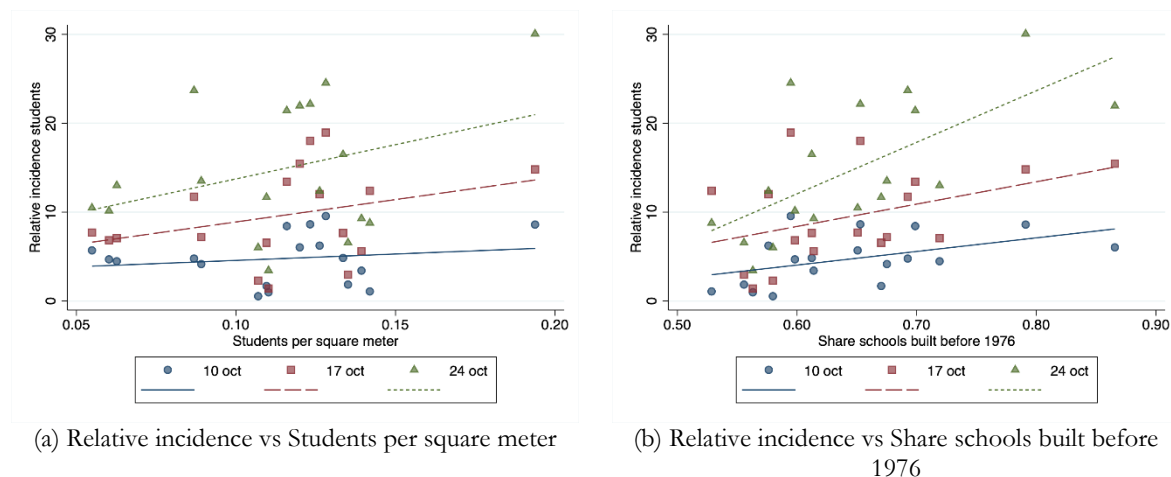 Relative incidence students
30
20
10
0
0.05
0.10
0.15
0.20
Students per square meter
10 oct
17 oct
24 oct
(a) Relative incidence vs Students per square meter
Relative incidence students
30
20
10
0
0.50
0.60
0.70
0.80
0.90
Share schools built before 1976
10 oct
17 oct
24 oct
(b) Relative incidence vs Share schools built before
1976